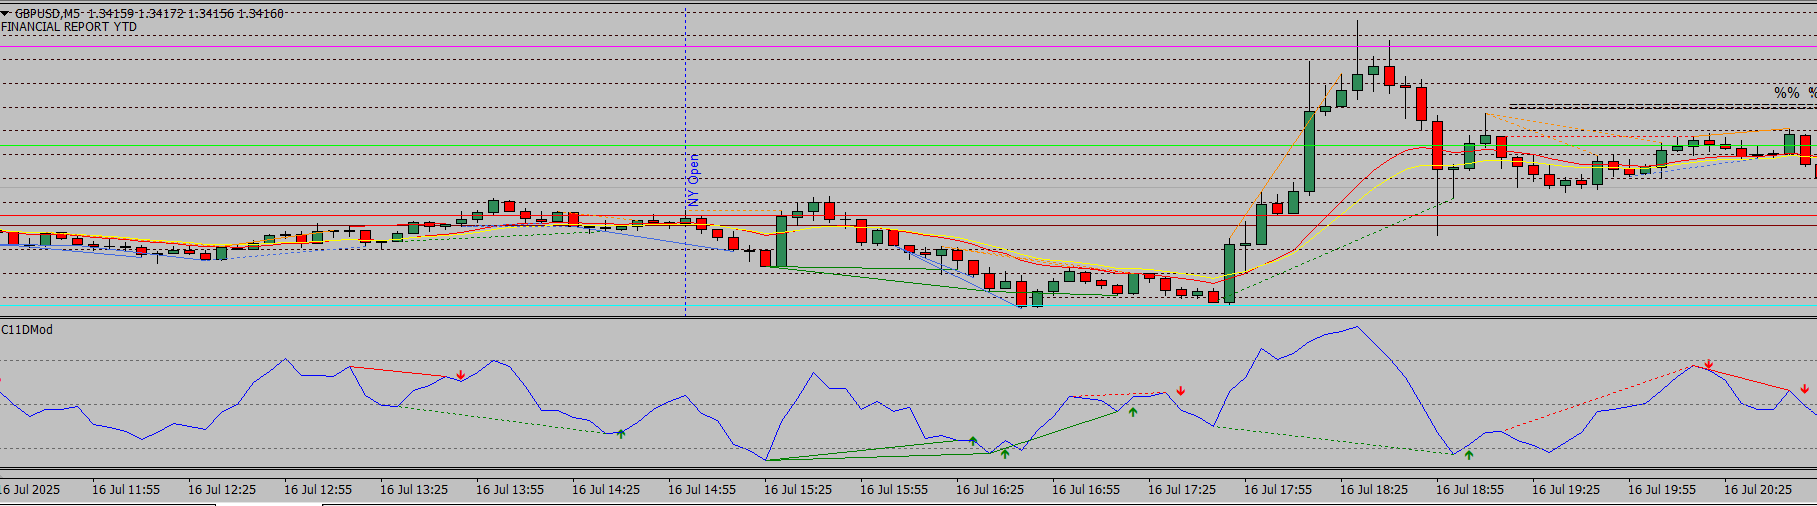 GBPUSD,M5 1.34159 1.34172 1.34156 1.34160
FINANCIAL REPORT YTD
%% %
==================================
NY Open
C11DMod
16 Jul 2025
16 Jul 11:55
16 Jul 12:25
16 Jul 12:55
16 Jul 13:25
16 Jul 13:55
16 Jul 14:25
16 Jul 14:55
16 Jul 15:25
16 Jul 15:55
16 Jul 16:25
16 Jul 16:55
16 Jul 17:25
16 Jul 17:55
16 Jul 18:25
16 Jul 18:55
16 Jul 19:25
16 Jul 19:55
16 Jul 20:25